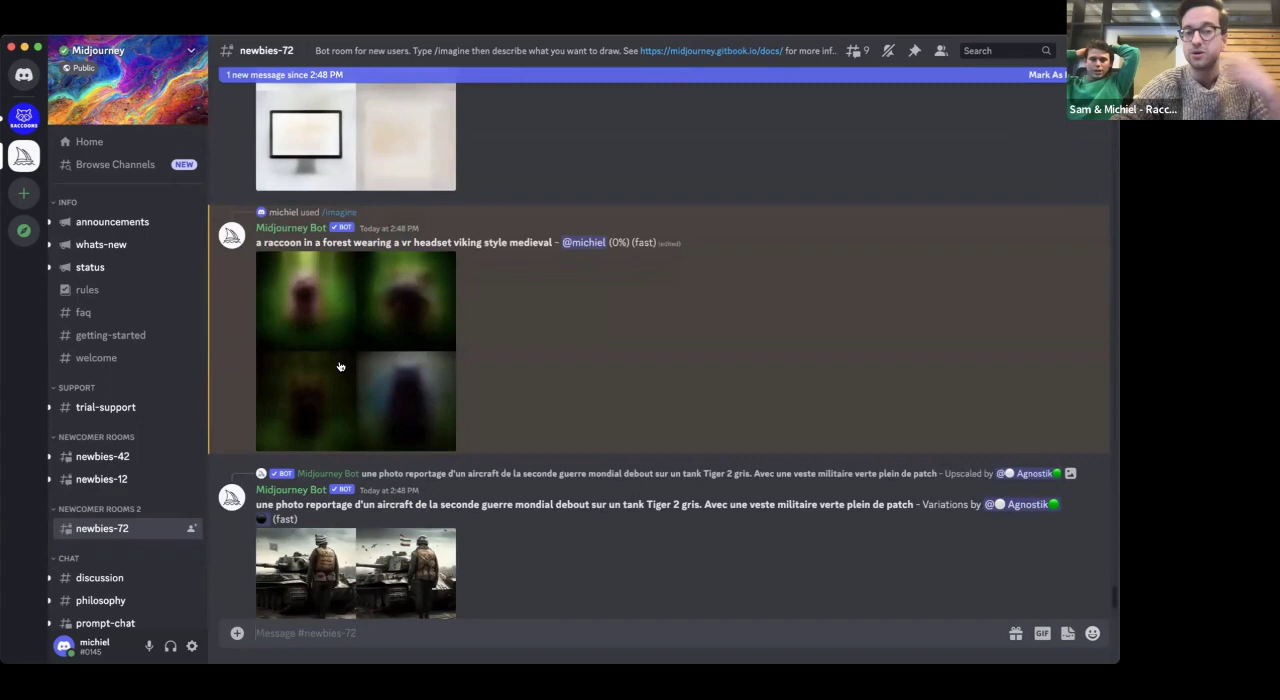 Midjourney
Public
RACCOONS
Home
Browse Channels NEW
INFO
announcements
whats-new
status
rules
faq
getting-started
welcome
SUPPORT
trial-support
NEWCOMER ROOMS
newbies-42
newbies-12
NEWCOMER ROOMS 2
newbies-72
CHAT
discussion
philosophy
prompt-chat
michiel
#0145
newbies-72 Bot room for new users. Type /imagine then describe what you want to draw. See https://midjourney.gitbook.io/docs/ for more inf... 9 Search
1 new message since 2:48 PM Mark As
michiel used /imagine
Midjourney Bot BOT Today at 2:48 PM
a raccoon in a forest wearing a vr headset viking style medieval - @michiel (0%) (fast) (edited)
BOT Midjourney Bot une photo reportage d'un aircraft de la seconde guerre mondial debout sur un tank Tiger 2 gris. Avec une veste militaire verte plein de patch - Upscaled by @ Agnostik
Midjourney Bot BOT Today at 2:48 PM
une photo reportage d'un aircraft de la seconde guerre mondial debout sur un tank Tiger 2 gris. Avec une veste militaire verte plein de patch - Variations by @ Agnostik
(fast)
Message #newbies-72
GIF
Sam & Michiel - Racc...